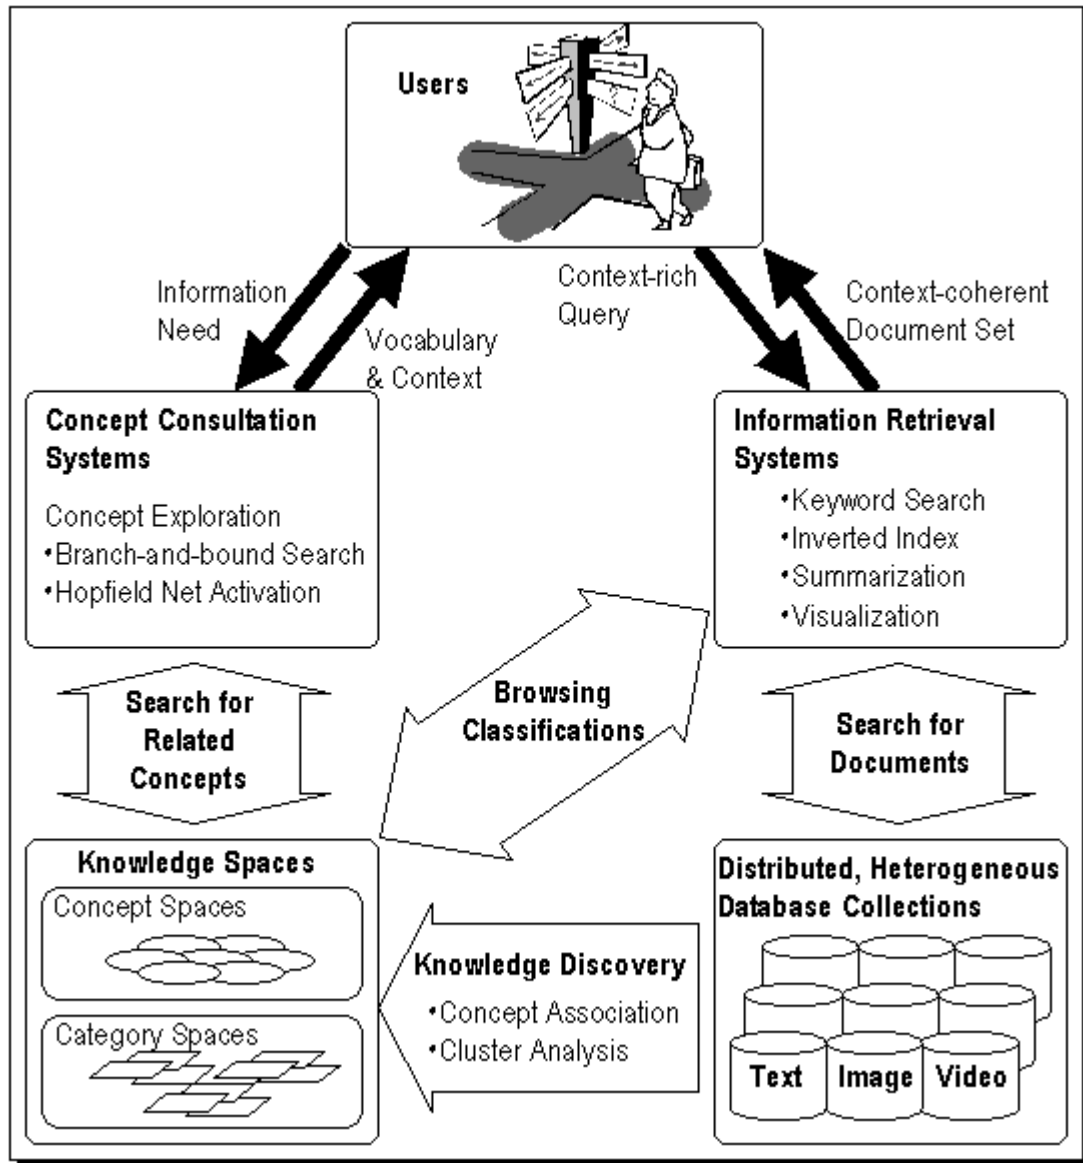 Users
Information
Need
Vocabulary
& Context
Context-rich
Query
Context-coherent
Document Set
Concept Consultation
Systems
Concept Exploration
•Branch-and-bound Search
•Hopfield Net Activation
Information Retrieval
Systems
•Keyword Search
•Inverted Index
•Summarization
•Visualization
Search for
Related
Concepts
Browsing
Classifications
Search for
Documents
Knowledge Spaces
Concept Spaces
Category Spaces
Knowledge Discovery
•Concept Association
•Cluster Analysis
Distributed, Heterogeneous
Database Collections
Text Image Video